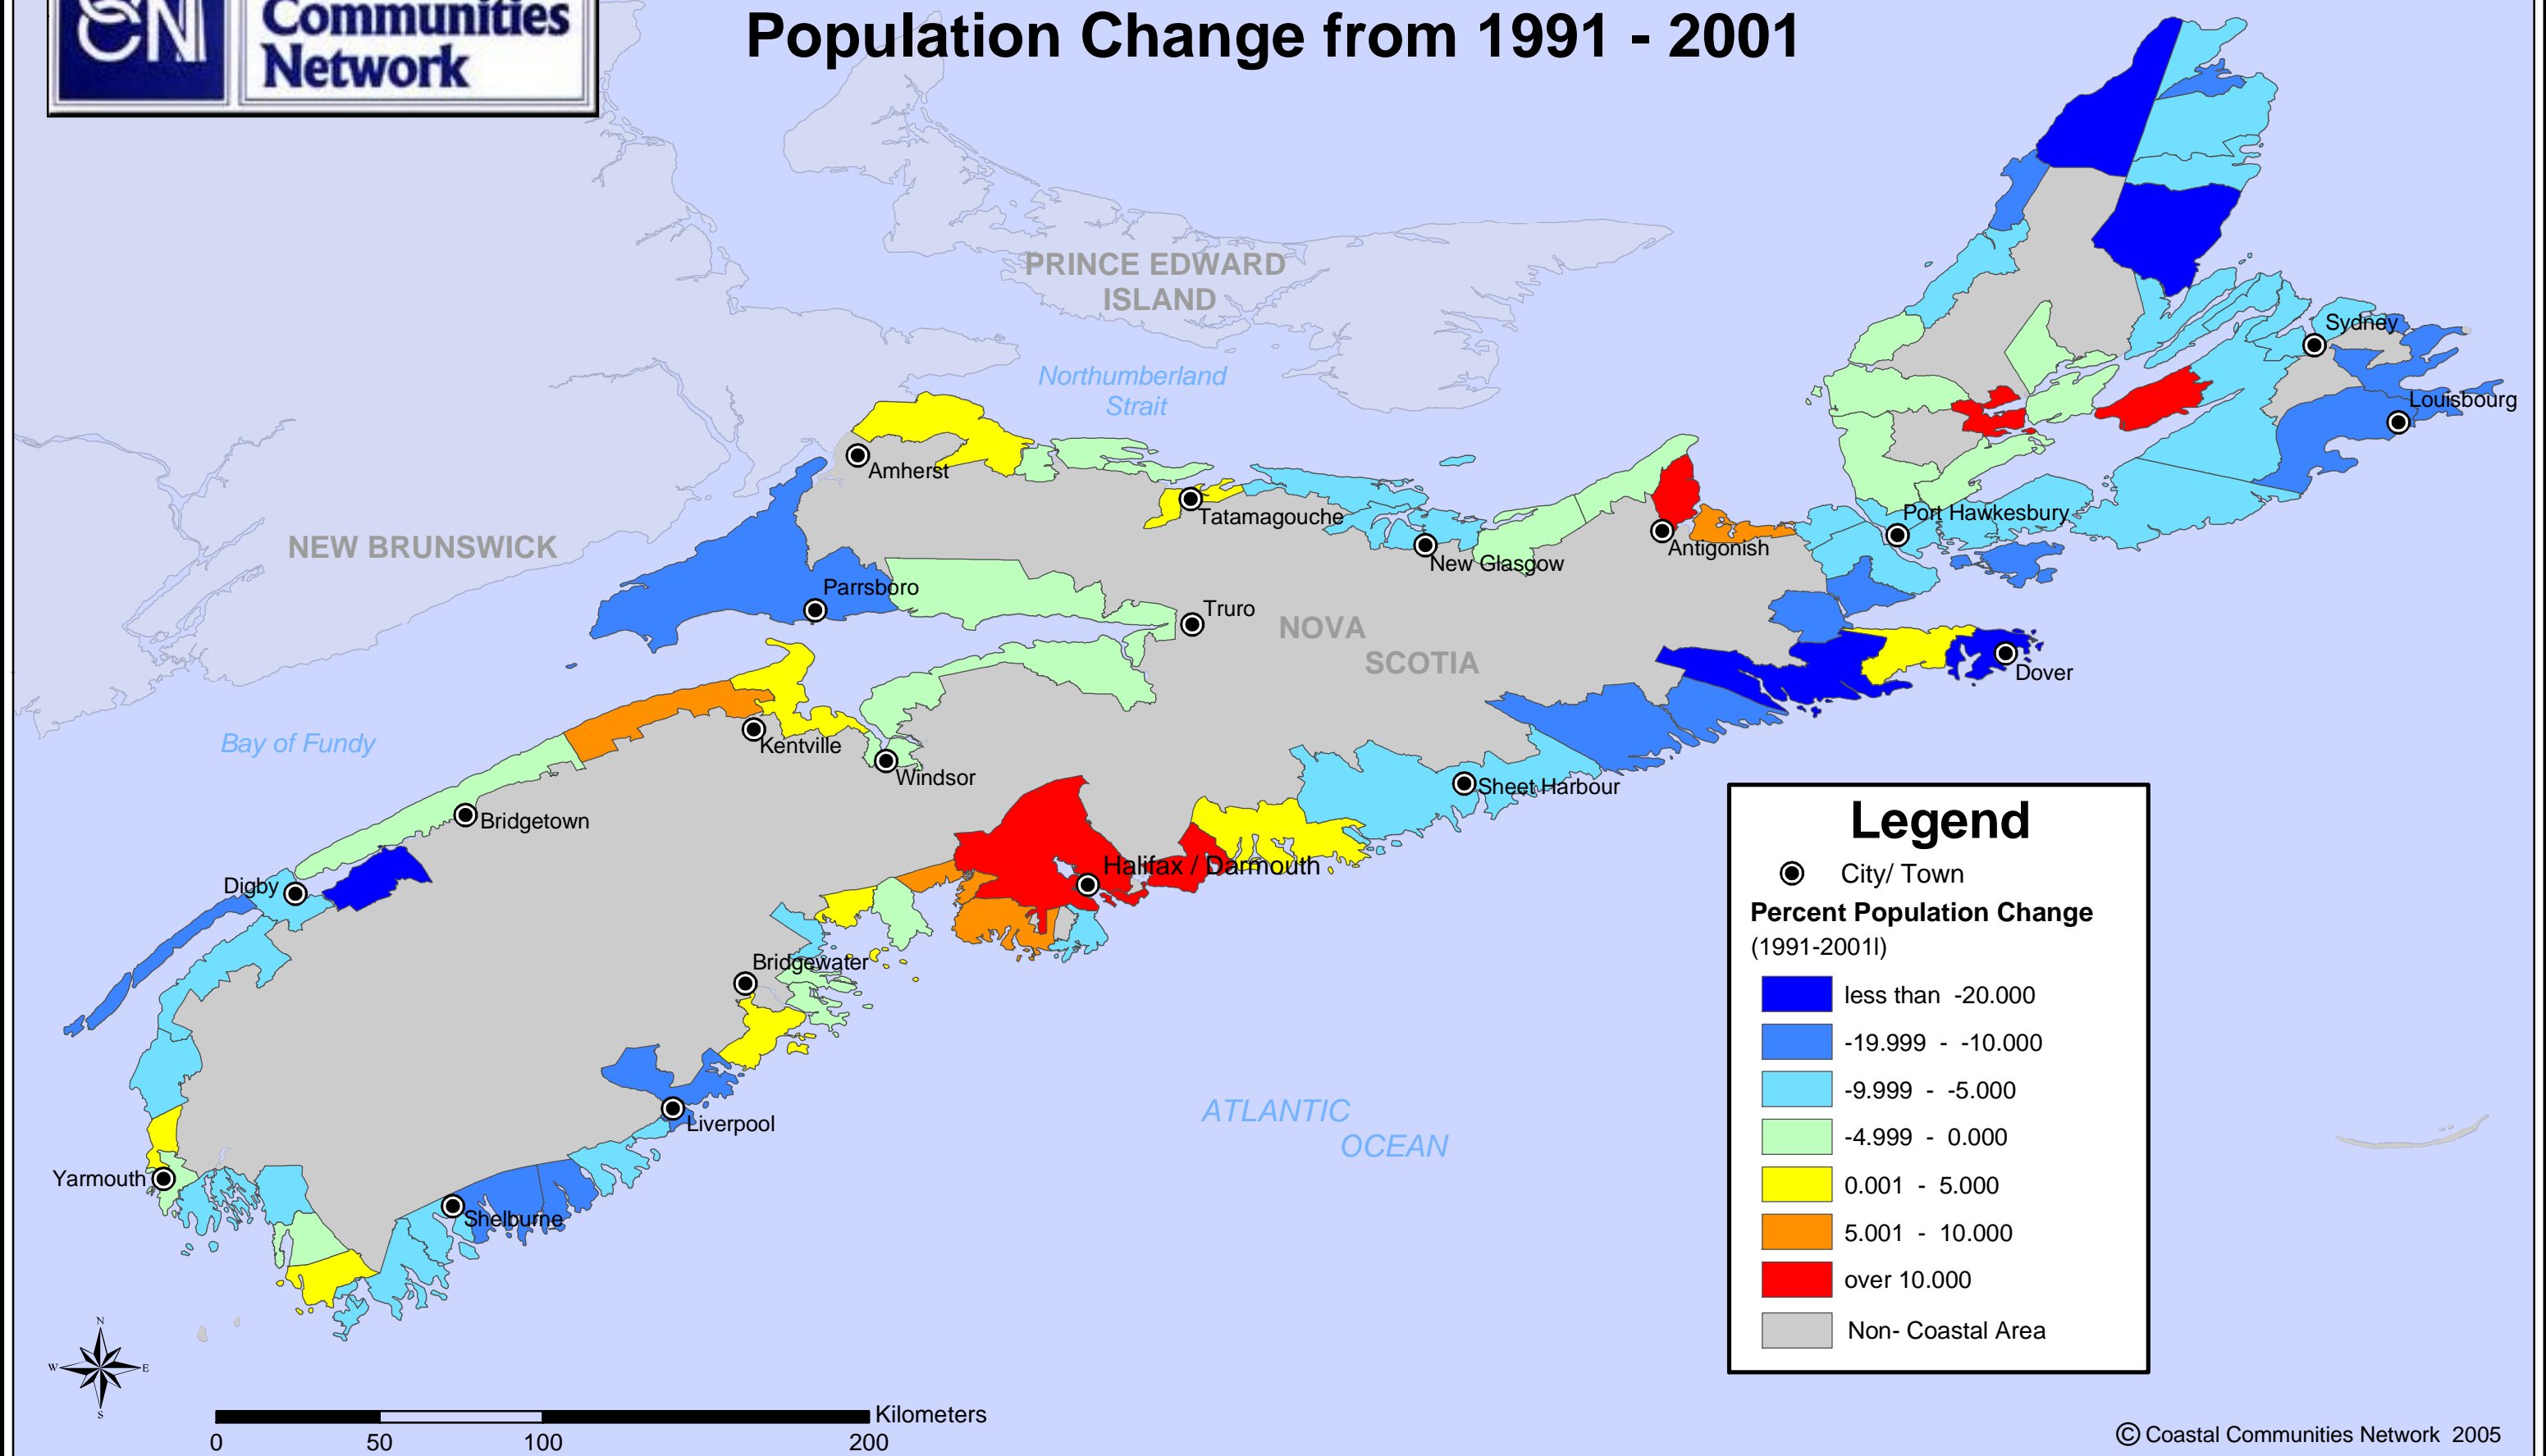 CCN
Communities
Network
Population Change from 1991 - 2001
PRINCE EDWARD
ISLAND
Northumberland
Strait
Sydney
Louisbourg
Amherst
Tatamagouche
Port Hawkesbury
NEW BRUNSWICK
New Glasgow
Antigonish
Parrsboro
Truro
NOVA
SCOTIA
Dover
Bay of Fundy
Kentville
Windsor
Sheet Harbour
Bridgetown
Halifax / Darmouth
Digby
Bridgewater
ATLANTIC
OCEAN
Liverpool
Yarmouth
Shelburne
Legend
City/ Town
Percent Population Change
(1991-2001l)
less than -20.000
-19.999 - -10.000
-9.999 - -5.000
-4.999 - 0.000
0.001 - 5.000
5.001 - 10.000
over 10.000
Non- Coastal Area
N
W E
S
Kilometers
0 50 100 200
© Coastal Communities Network 2005